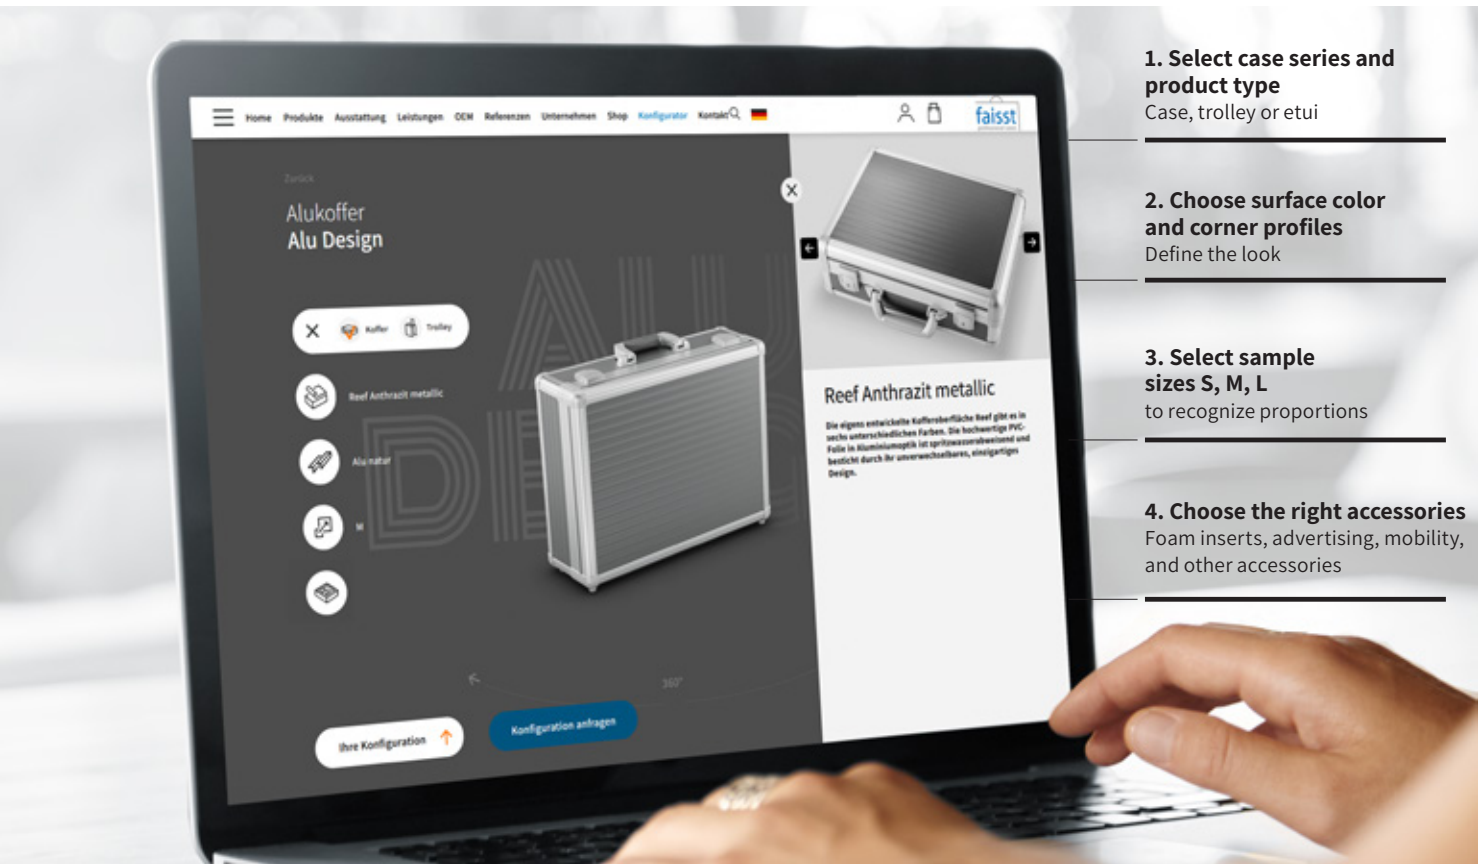 Home Produkte Ausstattung Leistungen OEM Referenzen Unternehmen Shop Konfigurator Kontakt
faisst
Zurück
Alukoffer
Alu Design
ALU
DESIGN
Koffer Trolley
Reef Anthrazit metallic
Alu natur
M
360°
Ihre Konfiguration
Konfiguration anfragen
Reef Anthrazit metallic
Die eigens entwickelte Kofferoberfläche Reef gibt es in
sechs unterschiedlichen Farben. Die hochwertige PVC-
Folie in Aluminiumoptik ist spritzwasserabweisend und
besticht durch ihr unverwechselbares, einzigartiges
Design.
1. Select case series and
product type
Case, trolley or etui
2. Choose surface color
and corner profiles
Define the look
3. Select sample
sizes S, M, L
to recognize proportions
4. Choose the right accessories
Foam inserts, advertising, mobility,
and other accessories